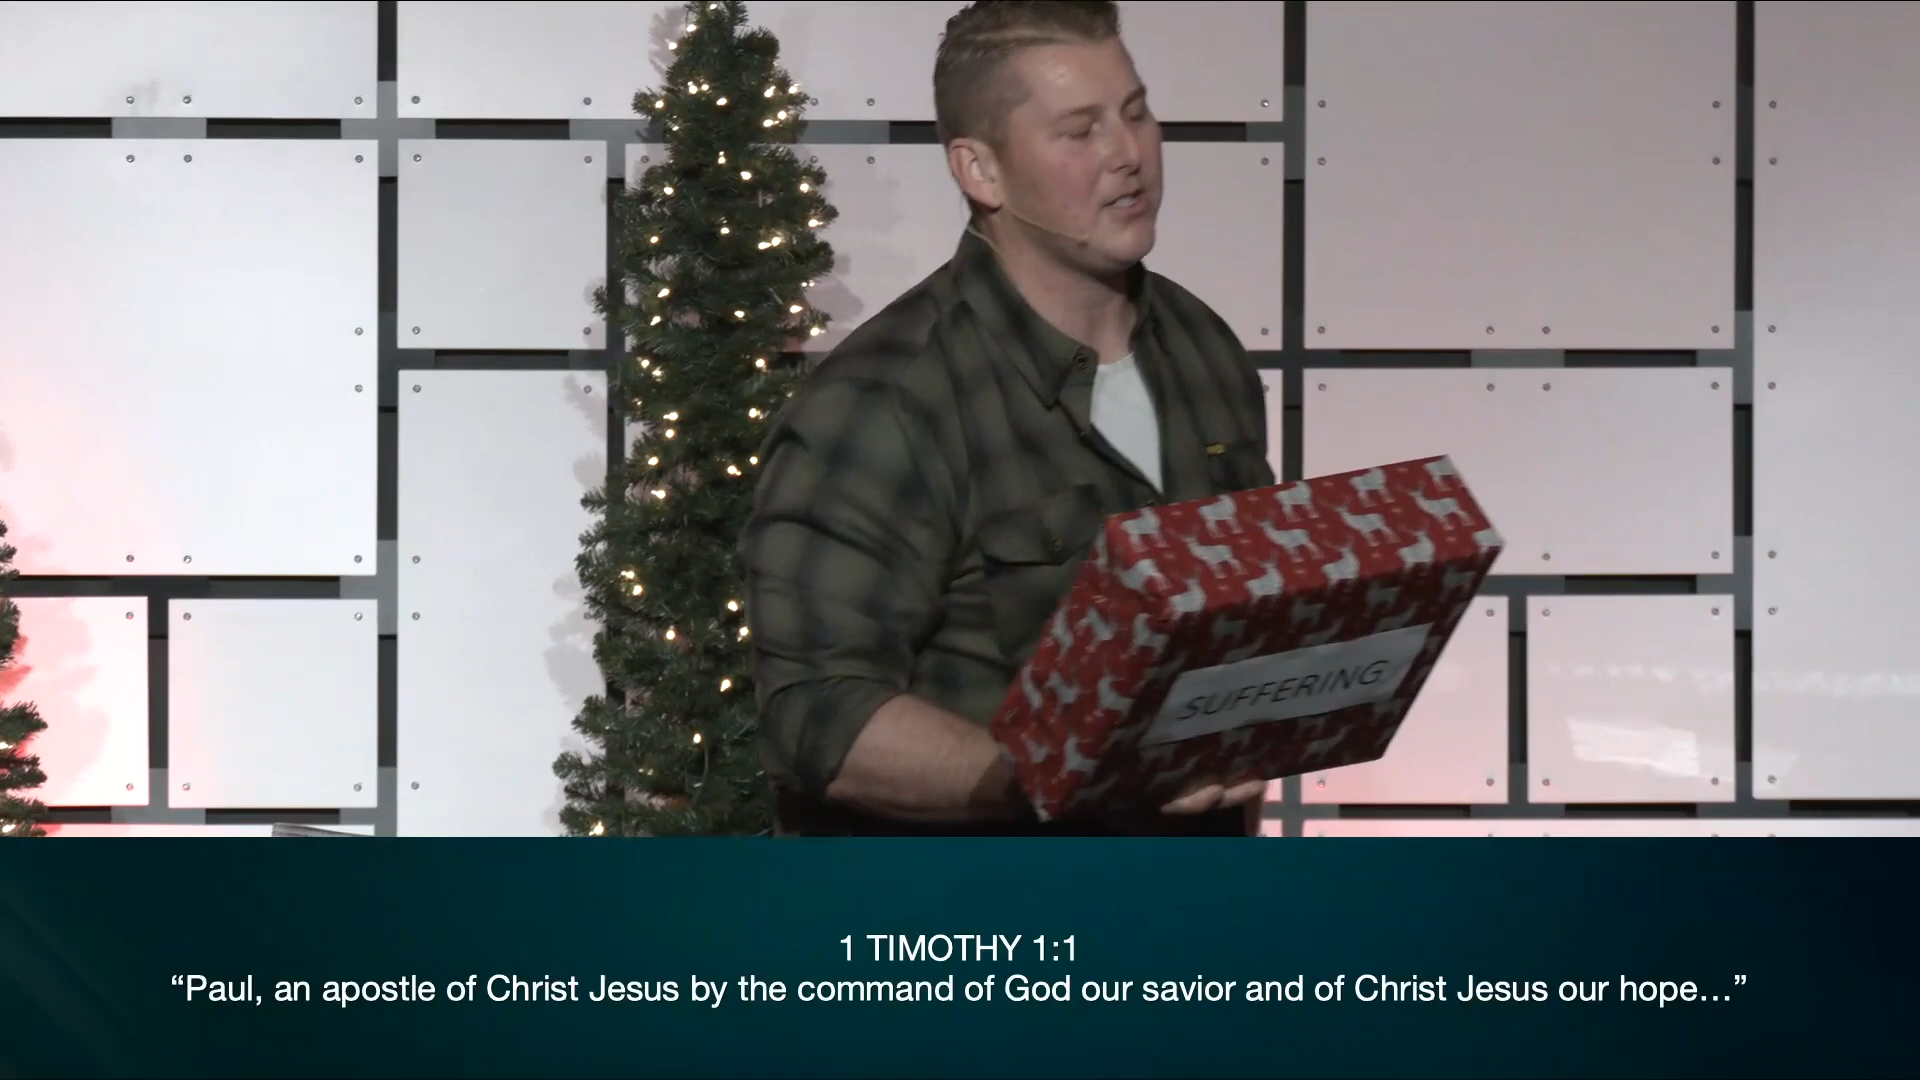 SUFFERING
1 TIMOTHY 1:1
“Paul, an apostle of Christ Jesus by the command of God our savior and of Christ Jesus our hope…”